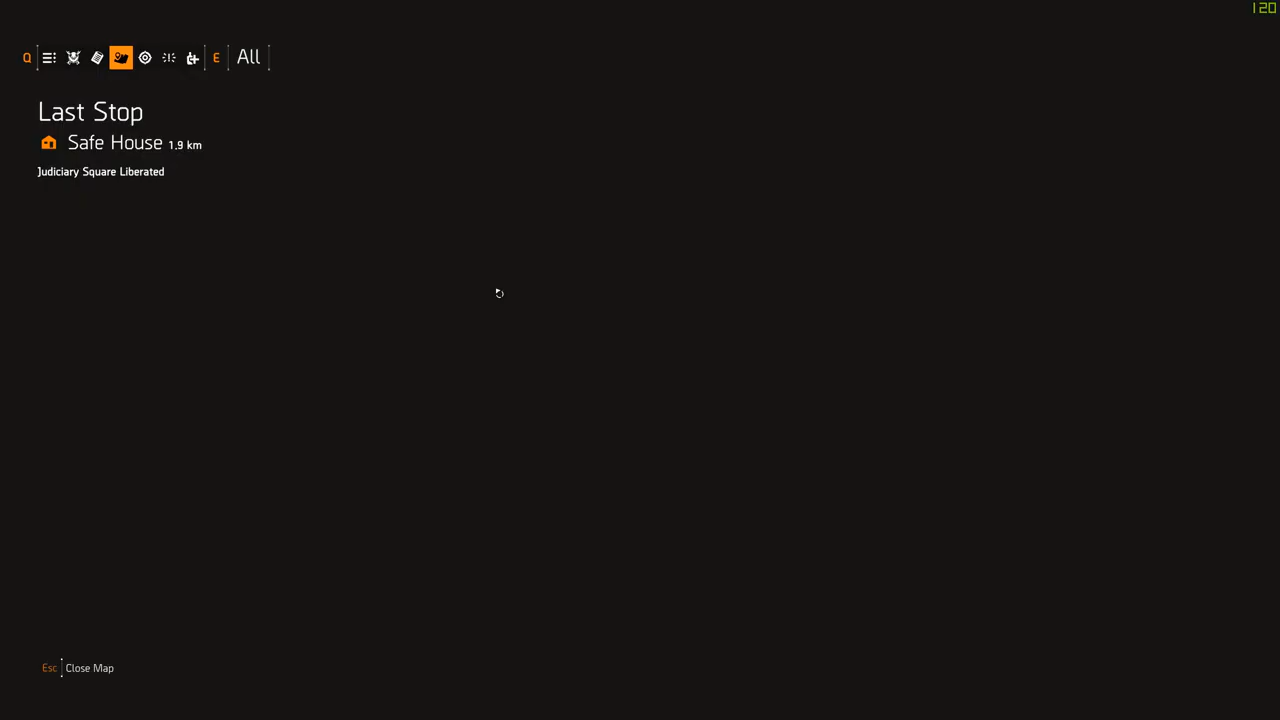 120
Q E All
Last Stop
Safe House 1.9 km
Judiciary Square Liberated
Esc Close Map